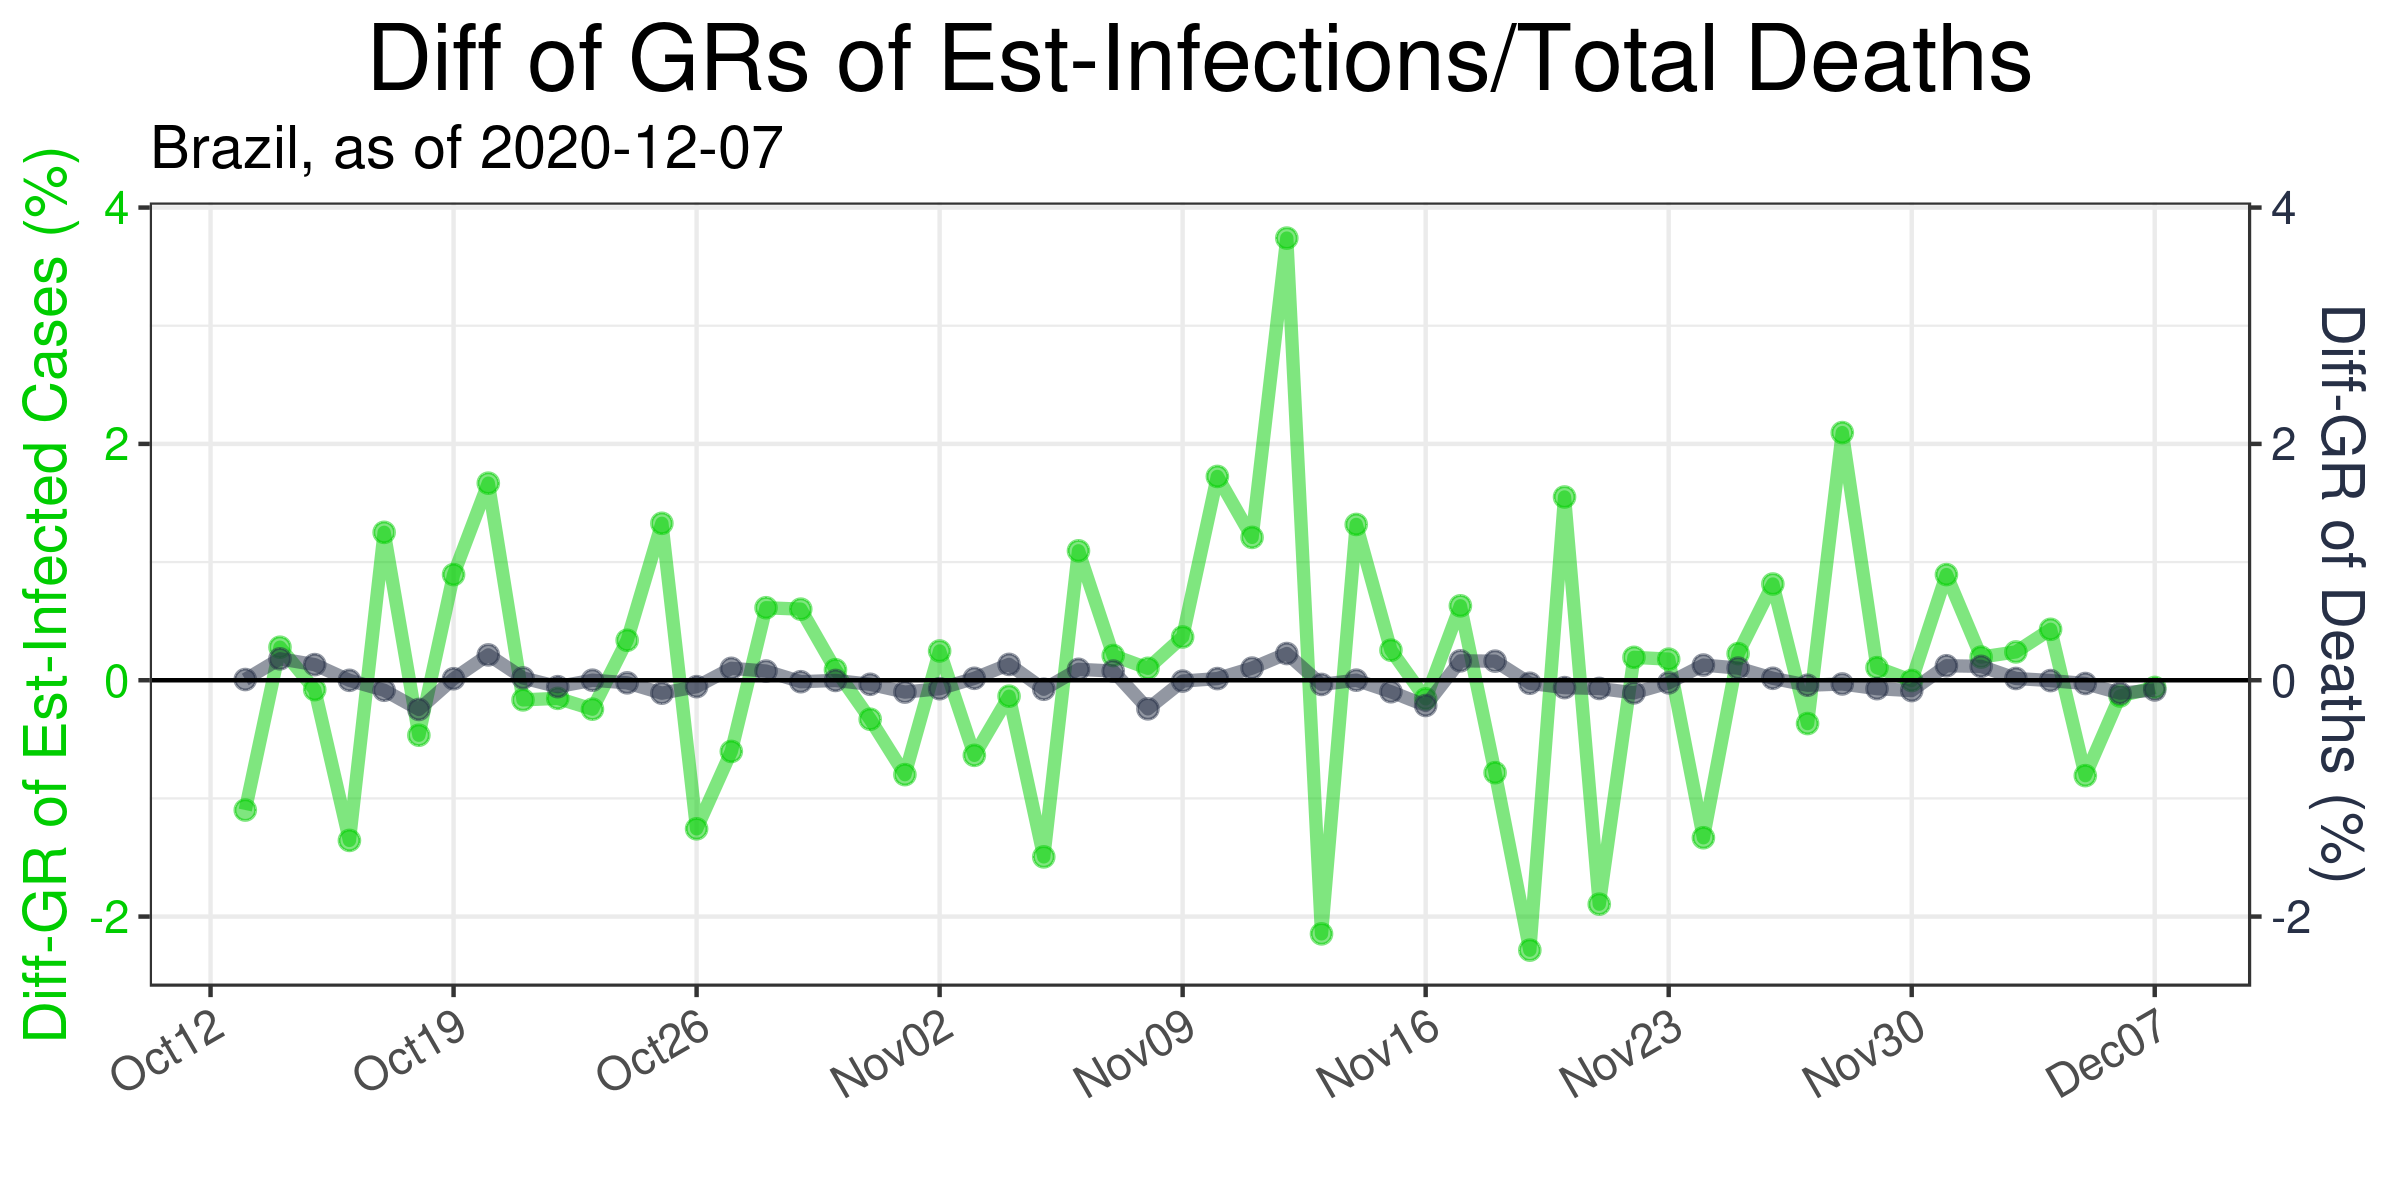 Diff of GRs of Est-Infections/Total Deaths
Brazil, as of 2020-12-07
Diff-GR of Est-Infected Cases (%)
4
2
0
-2
4
2
0
-2
Diff-GR of Deaths (%)
Oct12
Oct19
Oct26
Nov02
Nov09
Nov16
Nov23
Nov30
Dec07